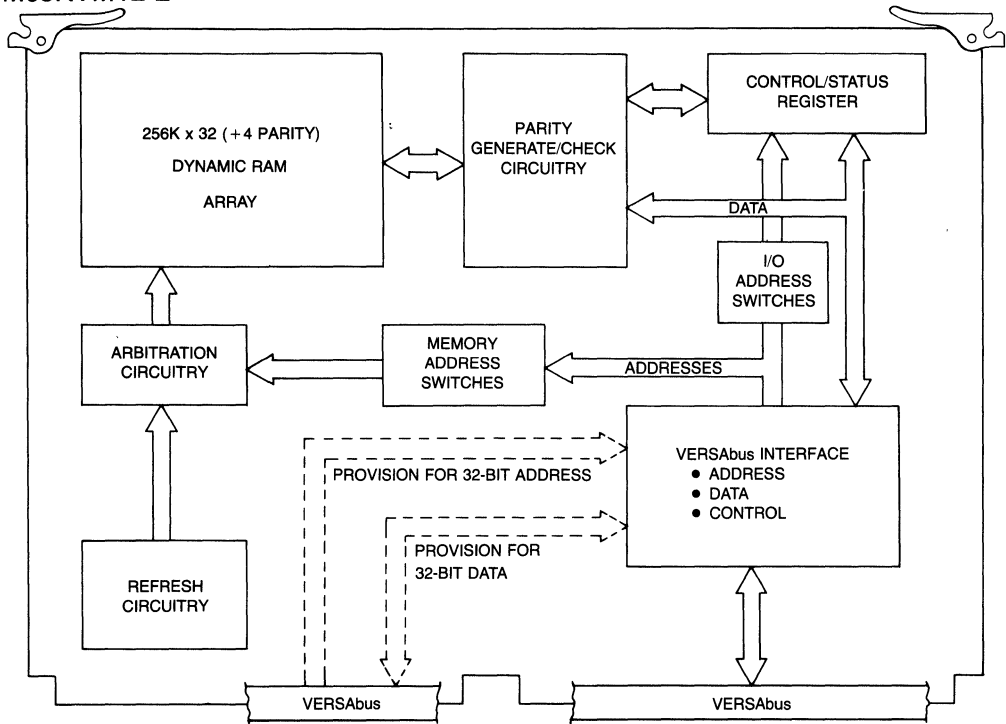 256K x 32 (+4 PARITY)
DYNAMIC RAM
ARRAY
PARITY
GENERATE/CHECK
CIRCUITRY
CONTROL/STATUS
REGISTER
DATA
I/O
ADDRESS
SWITCHES
ARBITRATION
CIRCUITRY
MEMORY
ADDRESS
SWITCHES
ADDRESSES
PROVISION FOR 32-BIT ADDRESS
VERSAbus INTERFACE
● ADDRESS
● DATA
● CONTROL
PROVISION FOR
32-BIT DATA
REFRESH
CIRCUITRY
VERSAbus
VERSAbus